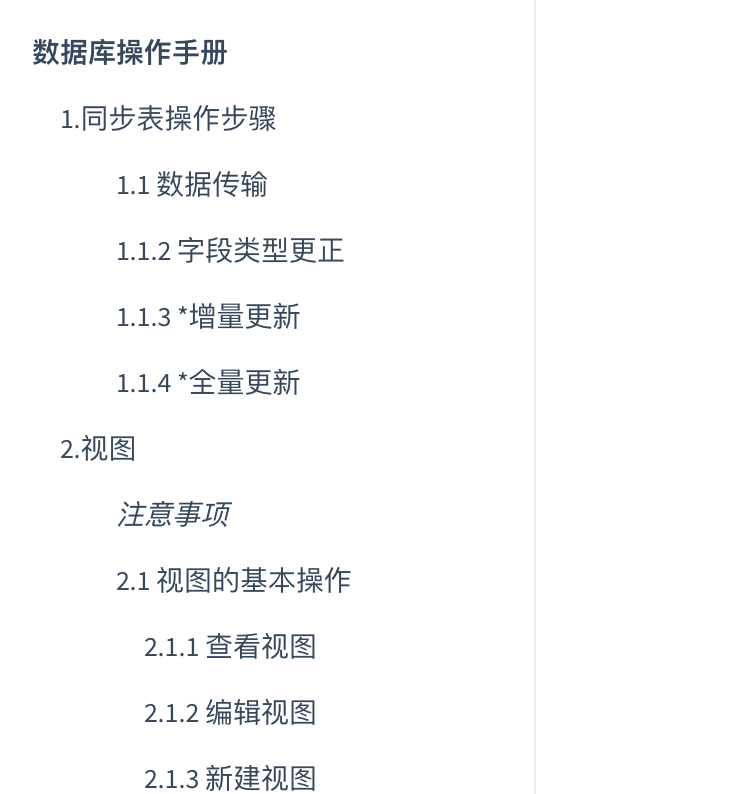 数据库操作手册
1.同步表操作步骤
1.1 数据传输
1.1.2 字段类型更正
1.1.3 *增量更新
1.1.4 *全量更新
2.视图
注意事项
2.1 视图的基本操作
2.1.1 查看视图
2.1.2 编辑视图
2.1.3 新建视图